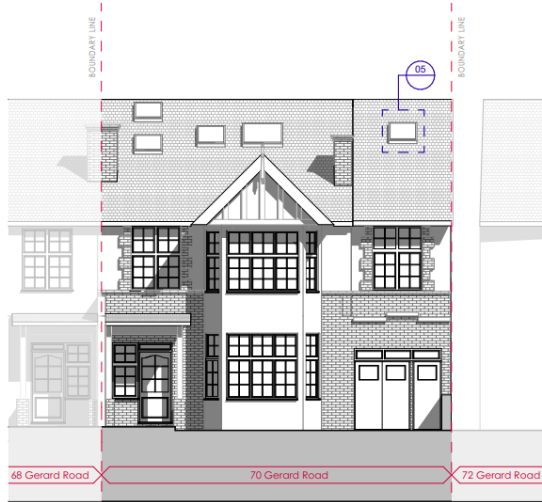 BOUNDARY LINE
BOUNDARY LINE
05
68 Gerard Road
70 Gerard Road
72 Gerard Road